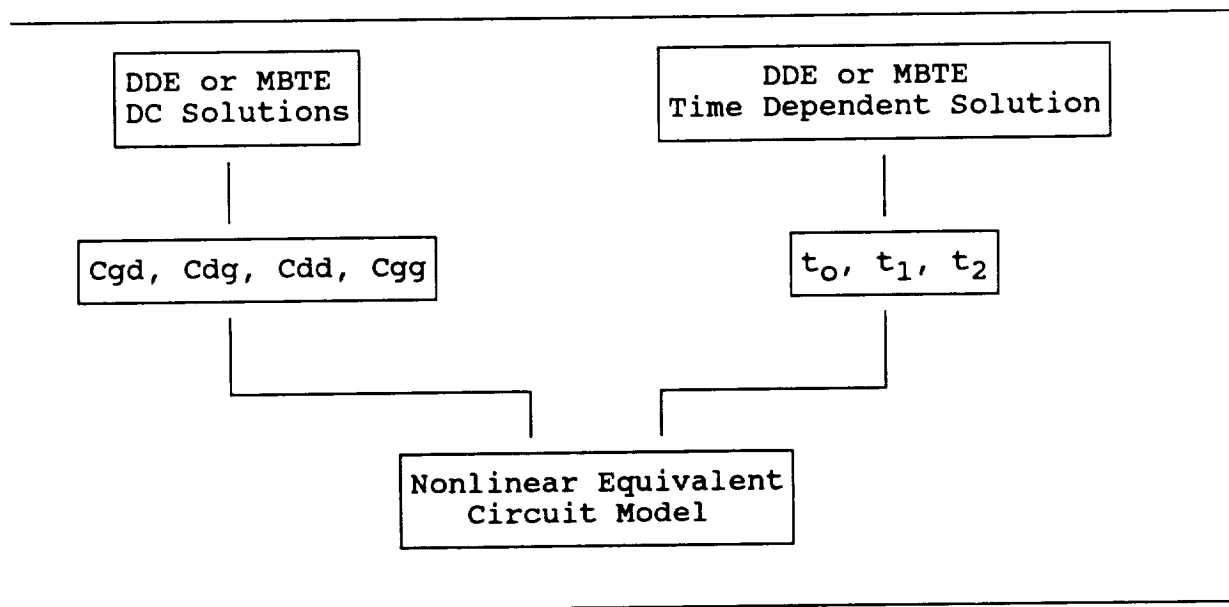 DDE or MBTE
DC Solutions
DDE or MBTE
Time Dependent Solution
Cgd, Cdg, Cdd, Cgg
t₀, t₁, t₂
Nonlinear Equivalent
Circuit Model